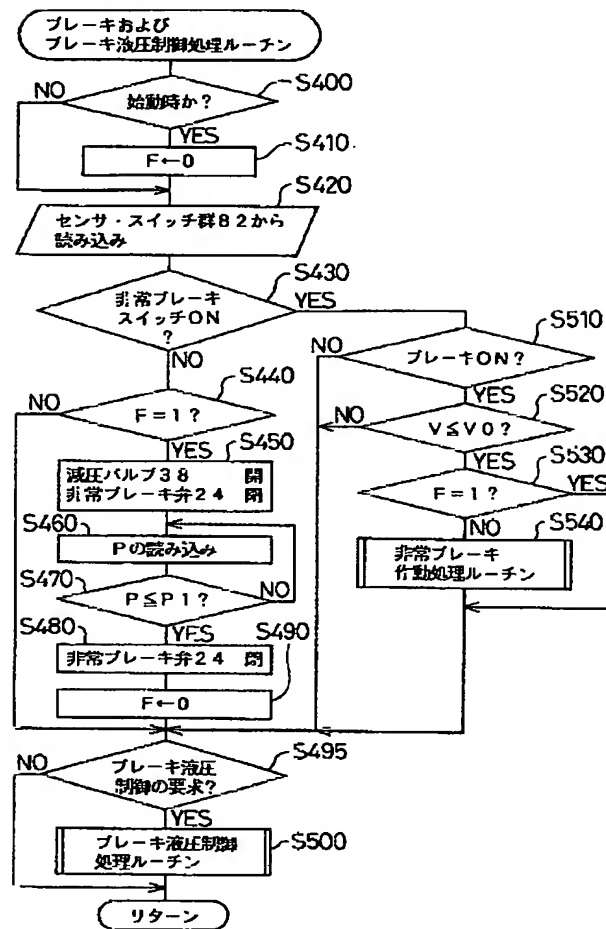 ブレーキおよび
ブレーキ液圧制御処理ルーチン
S400
始動時か?
NO
YES
S410
F←0
S420
センサ・スイッチ群82から
読み込み
S430
非常ブレーキ
スイッチON
?
YES
NO
S440
F=1?
NO
YES
S450
減圧バルブ38 開
非常ブレーキ弁24 閉
S460
Pの読み込み
S470
P≦P1?
NO
YES
S480
非常ブレーキ弁24 閉
S490
F←0
S510
ブレーキON?
NO
YES
S520
V≦V0?
NO
YES
S530
F=1?
YES
NO
S540
非常ブレーキ
作動処理ルーチン
S495
ブレーキ液圧
制御の要求?
NO
YES
S500
ブレーキ液圧制御
処理ルーチン
リターン